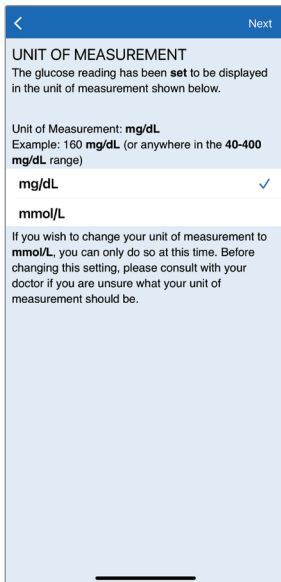 Next
UNIT OF MEASUREMENT
The glucose reading has been set to be displayed
in the unit of measurement shown below.
Unit of Measurement: mg/dL
Example: 160 mg/dL (or anywhere in the 40-400
mg/dL range)
mg/dL
mmol/L
If you wish to change your unit of measurement to
mmol/L, you can only do so at this time. Before
changing this setting, please consult with your
doctor if you are unsure what your unit of
measurement should be.